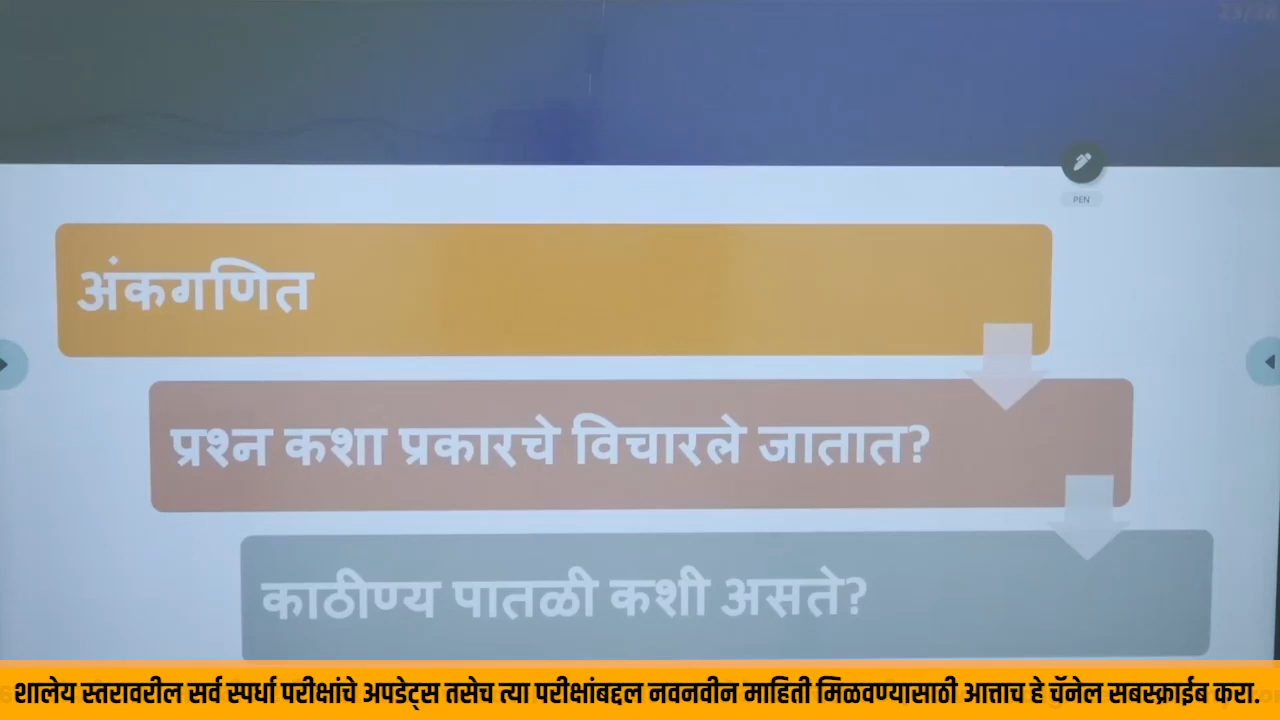 PEN
अंकगणित
प्रश्न कशा प्रकारचे विचारले जातात?
काठीण्य पातळी कशी असते?
शालेय स्तरावरील सर्व स्पर्धा परीक्षांचे अपडेट्स तसेच त्या परीक्षांबद्दल नवनवीन माहिती मिळवण्यासाठी आत्ताच हे चॅनेल सबस्क्राईब करा.